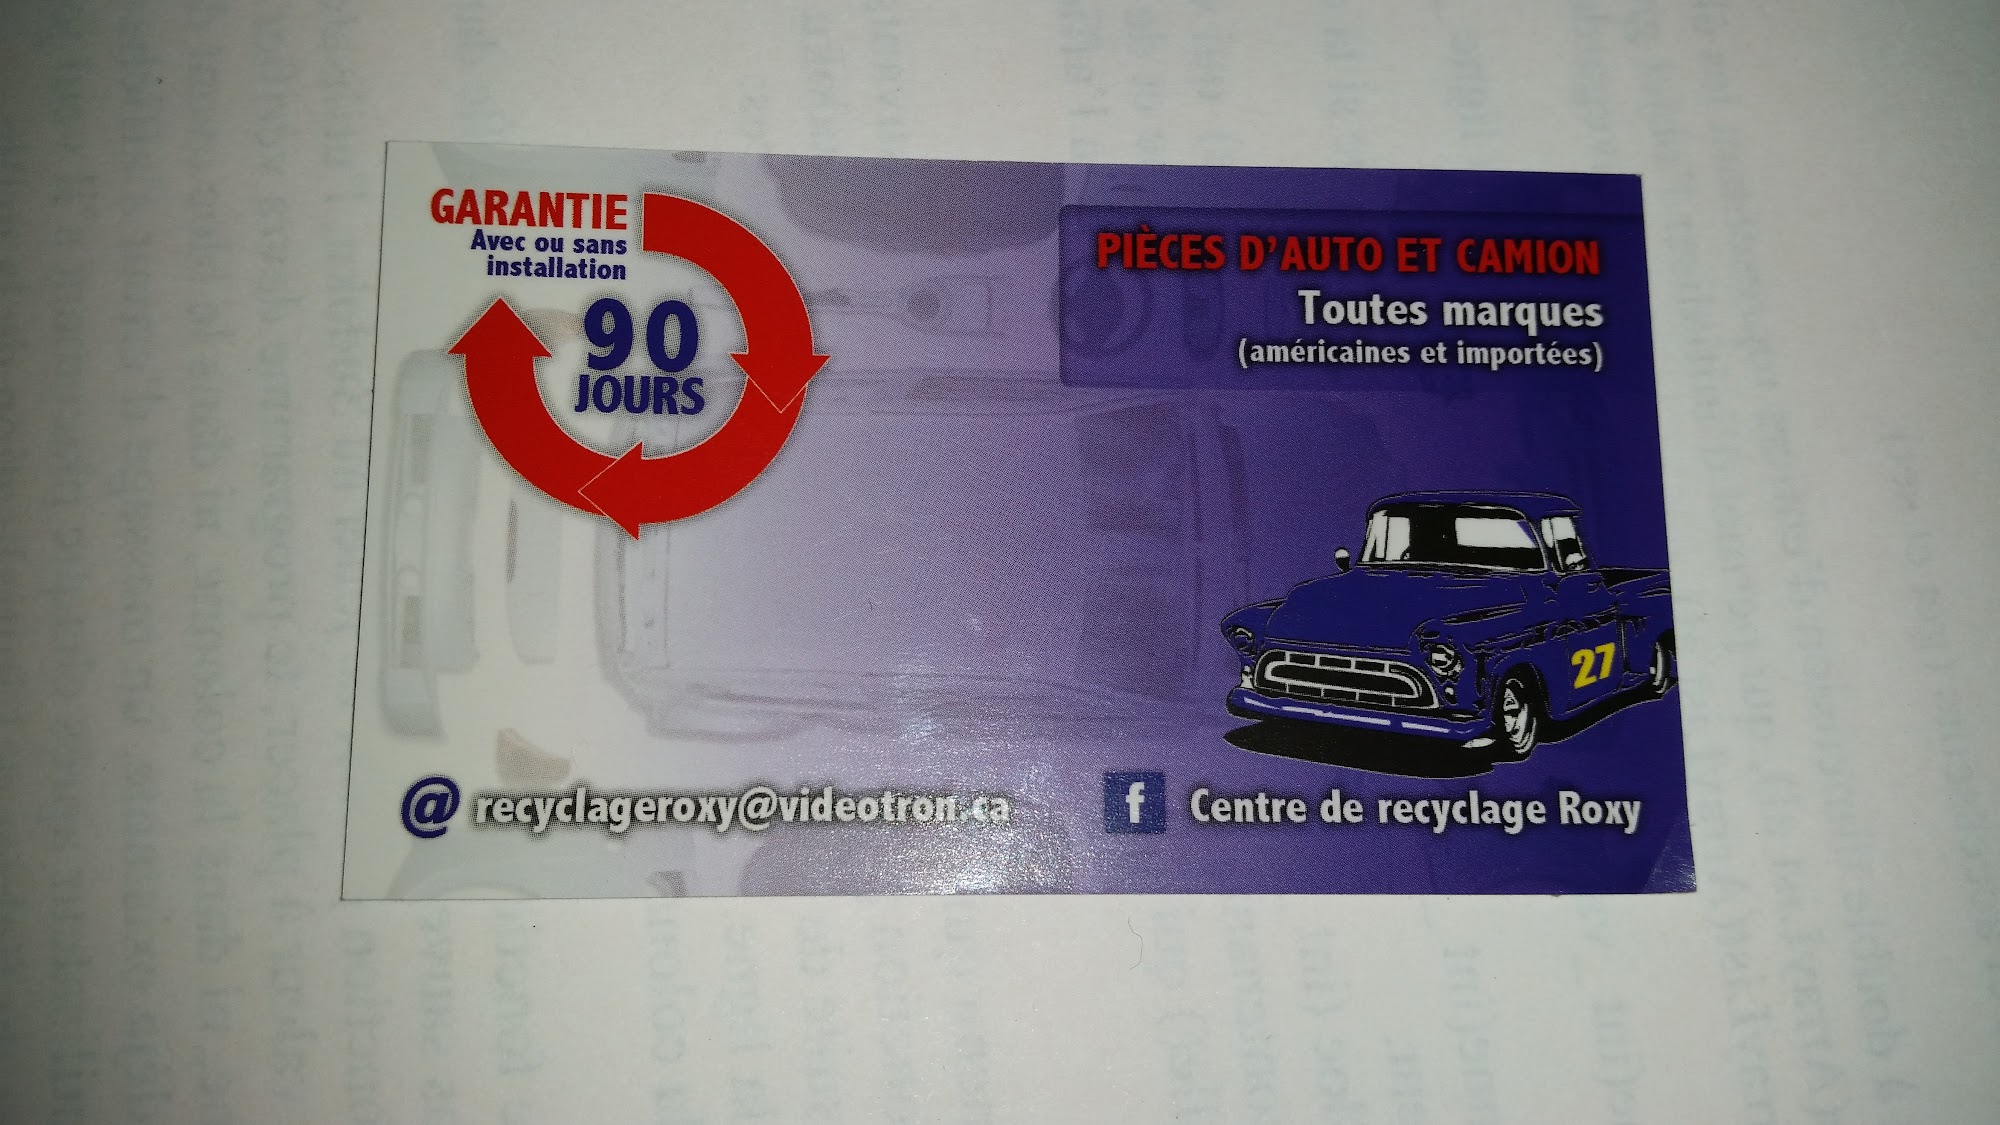 GARANTIE
Avec ou sans
installation
90
JOURS
PIÈCES D'AUTO ET CAMION
Toutes marques
(américaines et importées)
27
@ recyclageroxy@videotron.ca
f Centre de recyclage Roxy